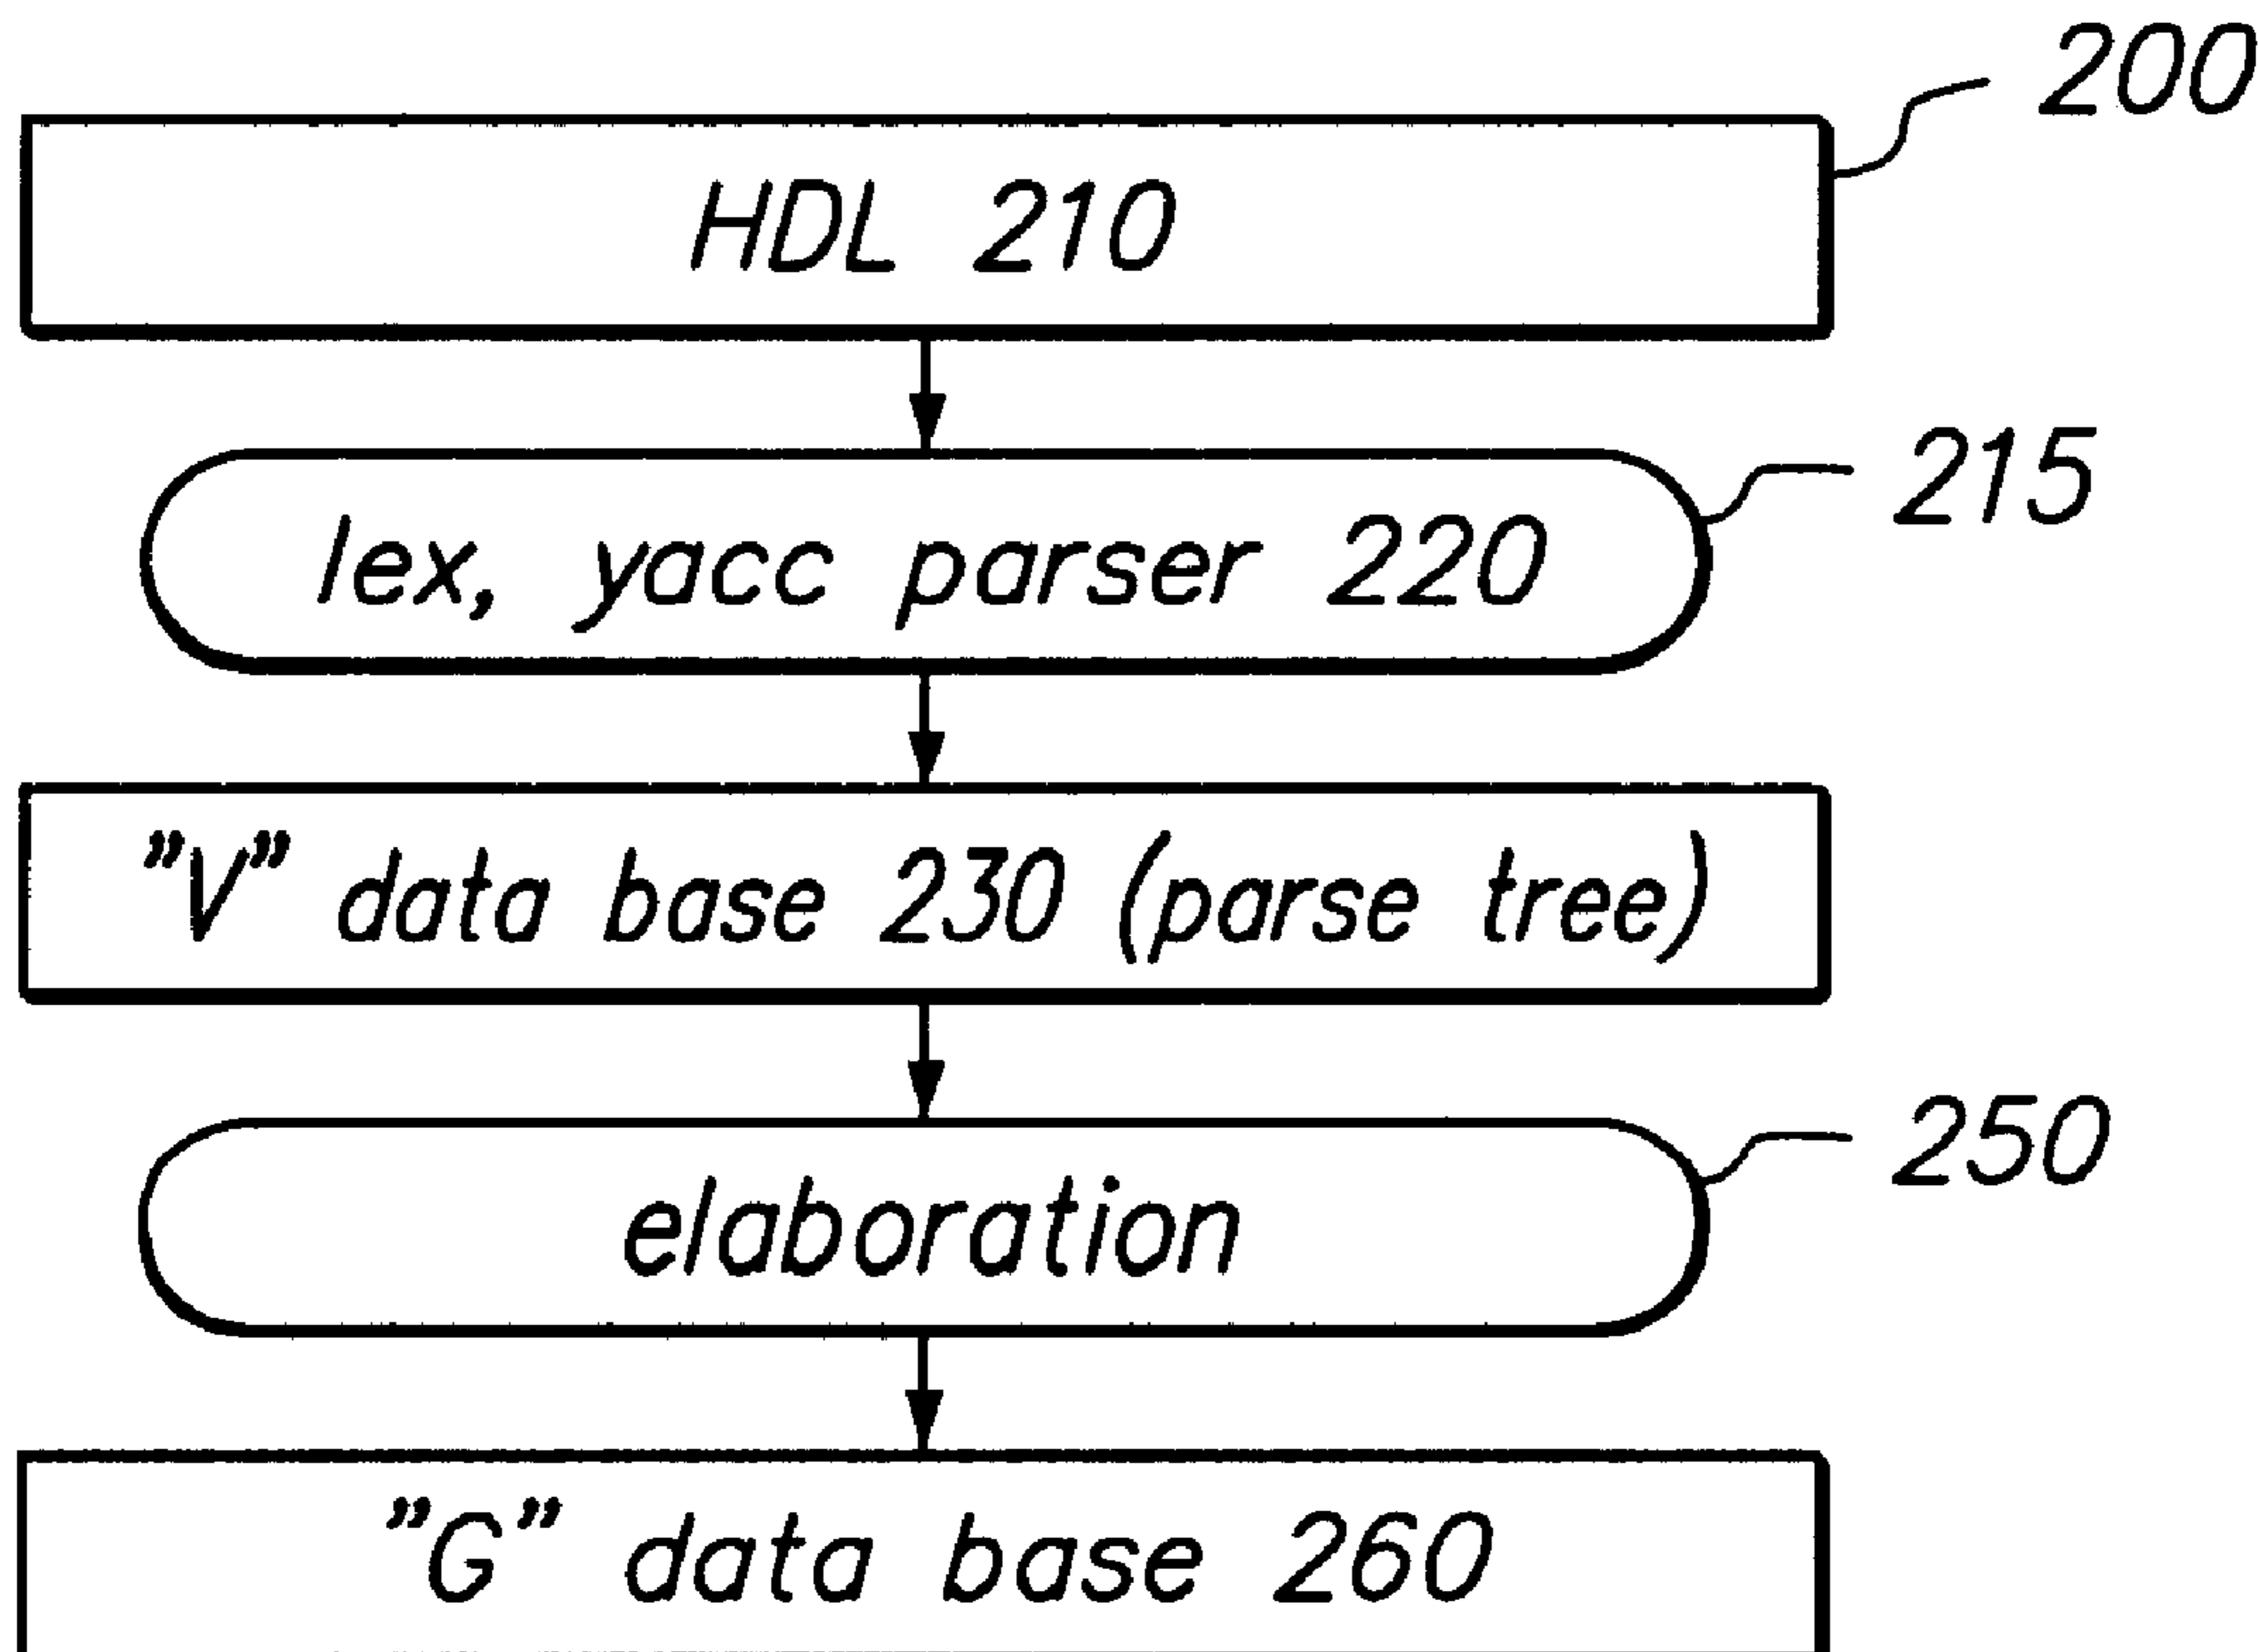 200
HDL 210
215
lex, yacc parser 220
"V" data base 230 (parse tree)
250
elaboration
"G" data base 260